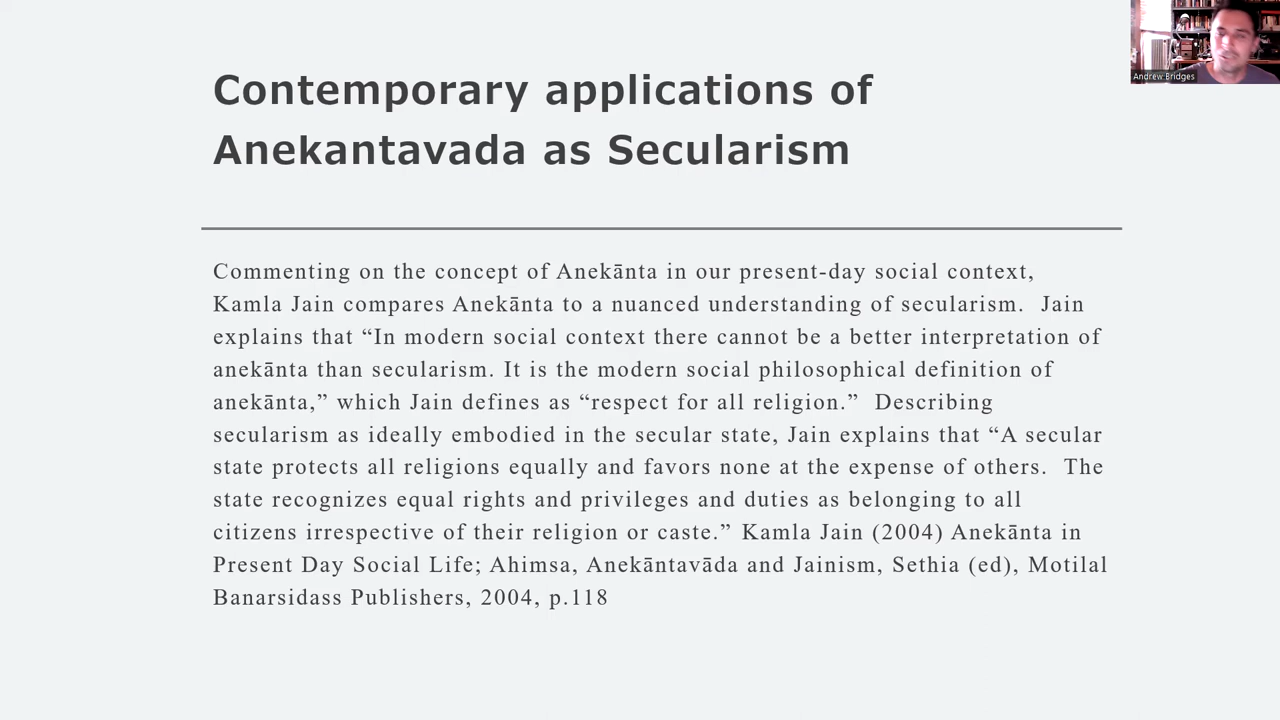 Contemporary applications of
Anekantavada as Secularism
Commenting on the concept of Anekānta in our present-day social context,
Kamla Jain compares Anekānta to a nuanced understanding of secularism.  Jain
explains that “In modern social context there cannot be a better interpretation of
anekānta than secularism. It is the modern social philosophical definition of
anekānta,” which Jain defines as “respect for all religion.”  Describing
secularism as ideally embodied in the secular state, Jain explains that “A secular
state protects all religions equally and favors none at the expense of others.  The
state recognizes equal rights and privileges and duties as belonging to all
citizens irrespective of their religion or caste.” Kamla Jain (2004) Anekānta in
Present Day Social Life; Ahimsa, Anekāntavāda and Jainism, Sethia (ed), Motilal
Banarsidass Publishers, 2004, p.118
Andrew Bridges